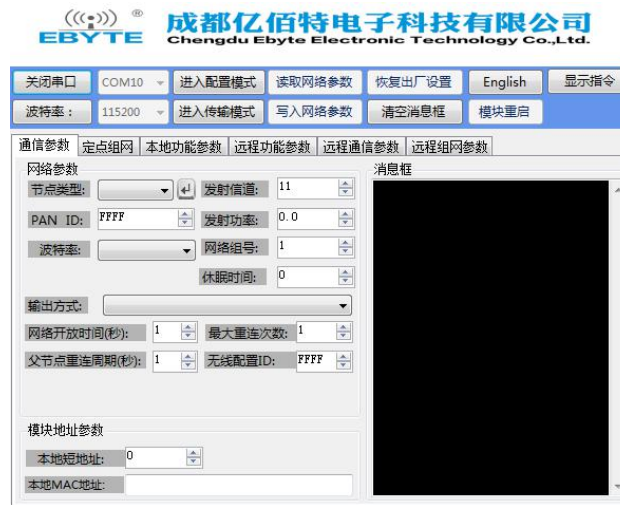 ((·)) ®
EBYTE
成都亿佰特电子科技有限公司
Chengdu Ebyte Electronic Technology Co.,Ltd.
关闭串口 COM10 进入配置模式 读取网络参数 恢复出厂设置 English 显示指令
波特率： 115200 进入传输模式 写入网络参数 清空消息框 模块重启
通信参数 定点组网 本地功能参数 远程功能参数 远程通信参数 远程组网参数
网络参数 消息框
节点类型: 发射信道: 11
PAN ID: FFFF 发射功率: 0.0
波特率: 网络组号: 1
休眠时间: 0
输出方式:
网络开放时间(秒): 1 最大重连次数: 1
父节点重连周期(秒): 1 无线配置ID: FFFF
模块地址参数
本地短地址: 0
本地MAC地址: